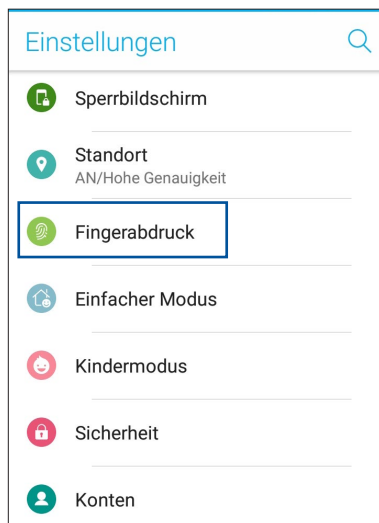 Einstellungen
Sperrbildschirm
Standort
AN/Hohe Genauigkeit
Fingerabdruck
Einfacher Modus
Kindermodus
Sicherheit
Konten